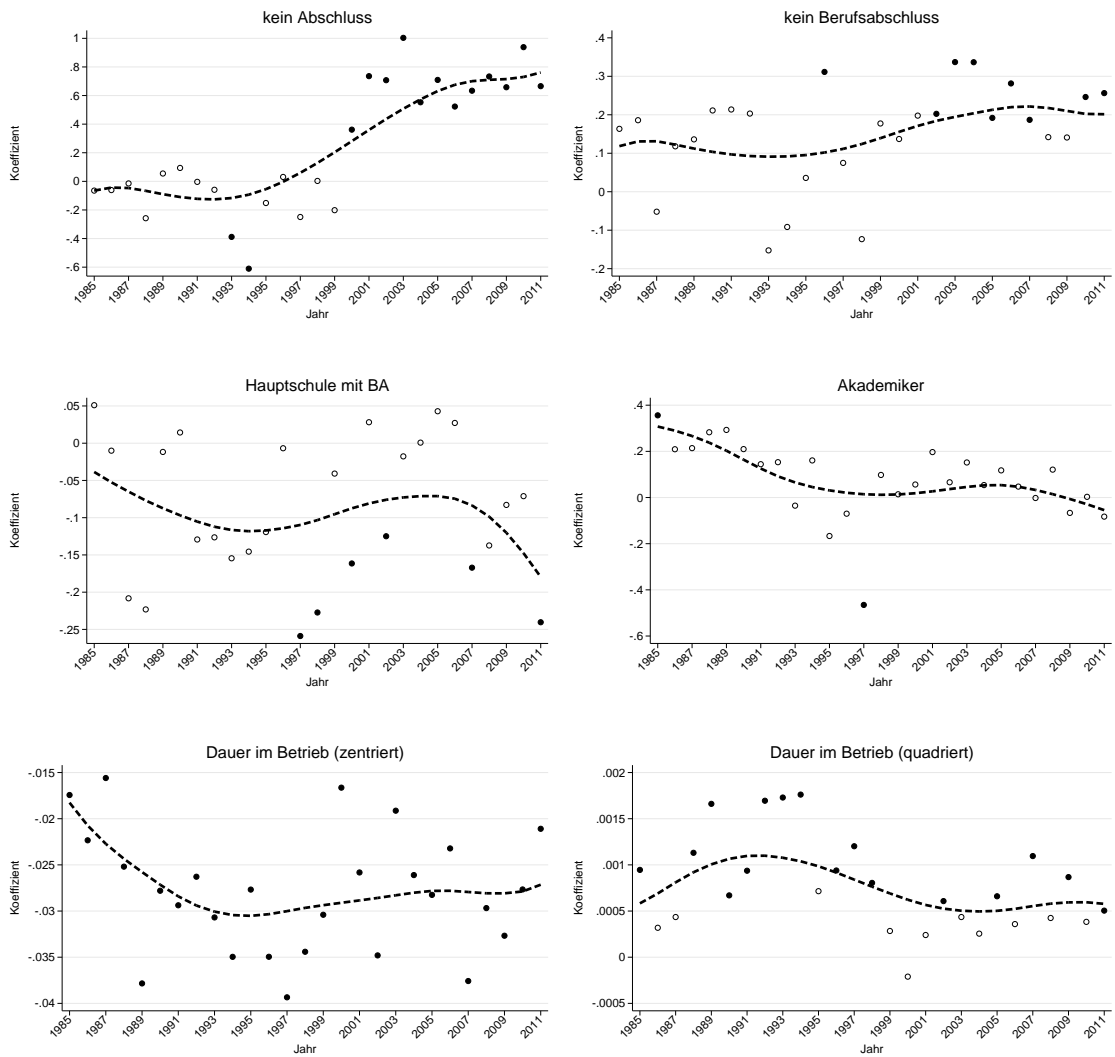 kein Abschluss
Koeffizient
1
.8
.6
.4
.2
0
-.2
-.4
-.6
1985 1987 1989 1991 1993 1995 1997 1999 2001 2003 2005 2007 2009 2011
Jahr
kein Berufsabschluss
Koeffizient
.4
.3
.2
.1
0
-.1
-.2
1985 1987 1989 1991 1993 1995 1997 1999 2001 2003 2005 2007 2009 2011
Jahr
Hauptschule mit BA
Koeffizient
.05
0
-.05
-.1
-.15
-.2
-.25
1985 1987 1989 1991 1993 1995 1997 1999 2001 2003 2005 2007 2009 2011
Jahr
Akademiker
Koeffizient
.4
.2
0
-.2
-.4
-.6
1985 1987 1989 1991 1993 1995 1997 1999 2001 2003 2005 2007 2009 2011
Jahr
Dauer im Betrieb (zentriert)
Koeffizient
-.015
-.02
-.025
-.03
-.035
-.04
1985 1987 1989 1991 1993 1995 1997 1999 2001 2003 2005 2007 2009 2011
Jahr
Dauer im Betrieb (quadriert)
Koeffizient
.002
.0015
.001
.0005
0
-.0005
1985 1987 1989 1991 1993 1995 1997 1999 2001 2003 2005 2007 2009 2011
Jahr